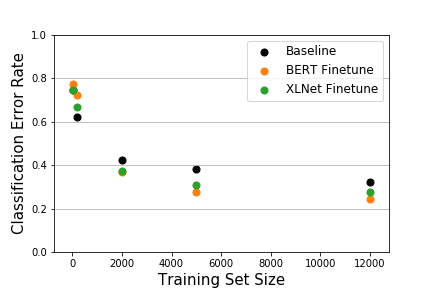 Classification Error Rate
1.0
0.8
0.6
0.4
0.2
0.0
Baseline
BERT Finetune
XLNet Finetune
0 2000 4000 6000 8000 10000 12000
Training Set Size